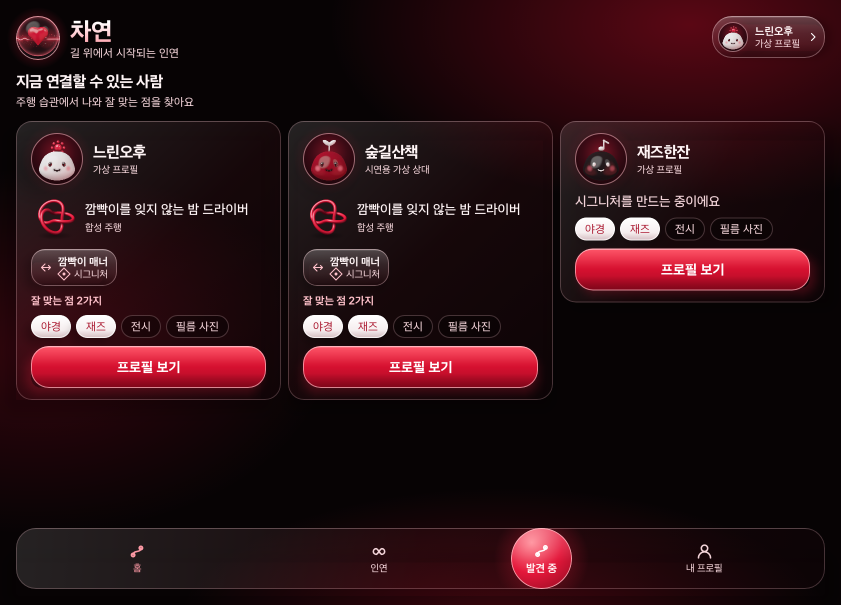 차연
길 위에서 시작되는 인연
느린오후
가상 프로필
지금 연결할 수 있는 사람
주행 습관에서 나와 잘 맞는 점을 찾아요
느린오후
가상 프로필
깜빡이를 잊지 않는 밤 드라이버
합성 주행
깜빡이 매너
시그니처
잘 맞는 점 2가지
야경 재즈 전시 필름 사진
프로필 보기
숲길산책
시연용 가상 상대
깜빡이를 잊지 않는 밤 드라이버
합성 주행
깜빡이 매너
시그니처
잘 맞는 점 2가지
야경 재즈 전시 필름 사진
프로필 보기
재즈한잔
가상 프로필
시그니처를 만드는 중이에요
야경 재즈 전시 필름 사진
프로필 보기
홈
인연
발견 중
내 프로필